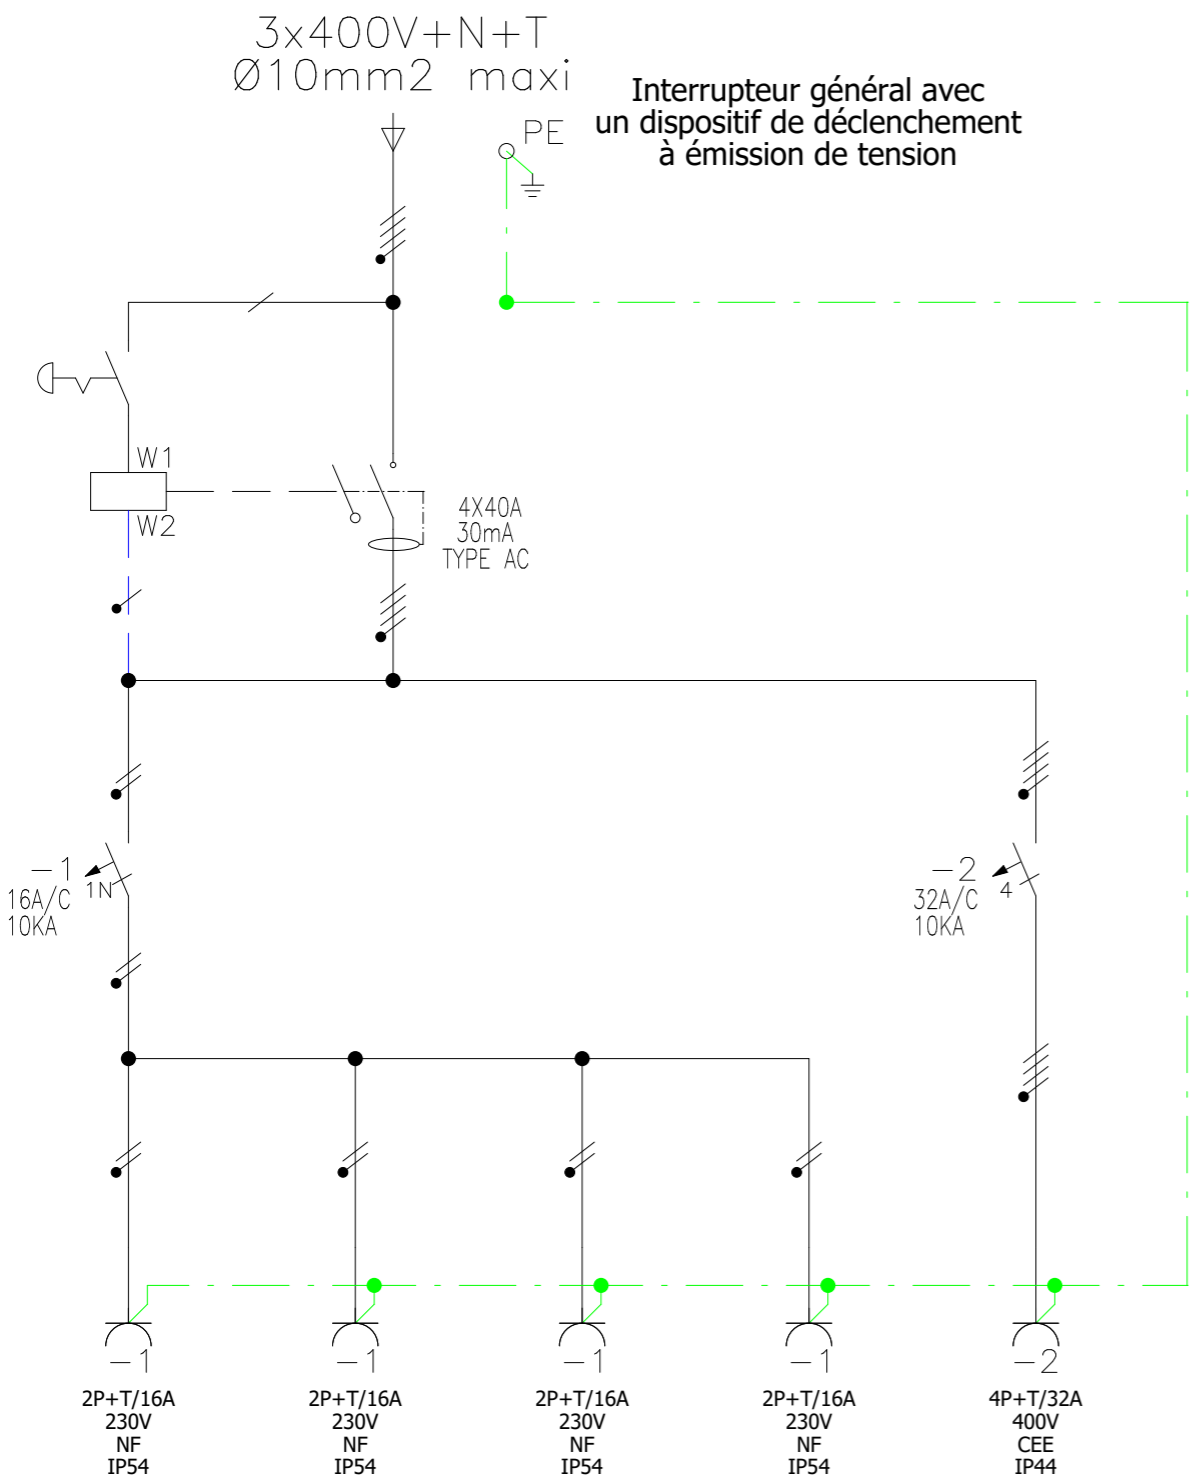 3x400V+N+T
Ø10mm2 maxi
Interrupteur général avec
un dispositif de déclenchement
à émission de tension
PE
W1
W2
4X40A
30mA
TYPE AC
-1
16A/C
10KA
1N
-2
32A/C
10KA
4
-1
2P+T/16A
230V
NF
IP54
-1
2P+T/16A
230V
NF
IP54
-1
2P+T/16A
230V
NF
IP54
-1
2P+T/16A
230V
NF
IP54
-2
4P+T/32A
400V
CEE
IP44